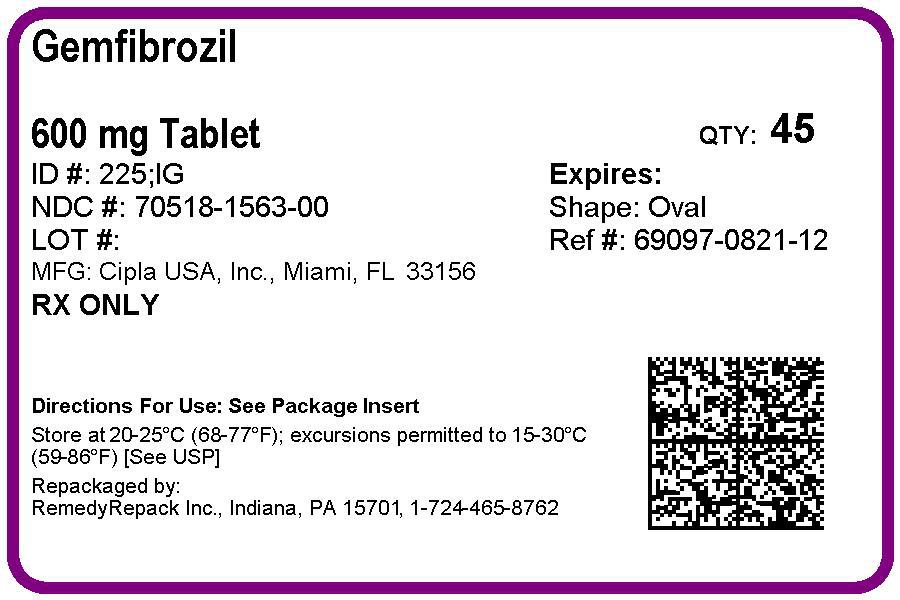 Gemfibrozil
600 mg Tablet
QTY: 45
ID #: 225;IG
Expires:
NDC #: 70518-1563-00
Shape: Oval
LOT #:
Ref #: 69097-0821-12
MFG: Cipla USA, Inc., Miami, FL 33156
RX ONLY
Directions For Use: See Package Insert
Store at 20-25°C (68-77°F); excursions permitted to 15-30°C
(59-86°F) [See USP]
Repackaged by:
RemedyRepack Inc., Indiana, PA 15701, 1-724-465-8762